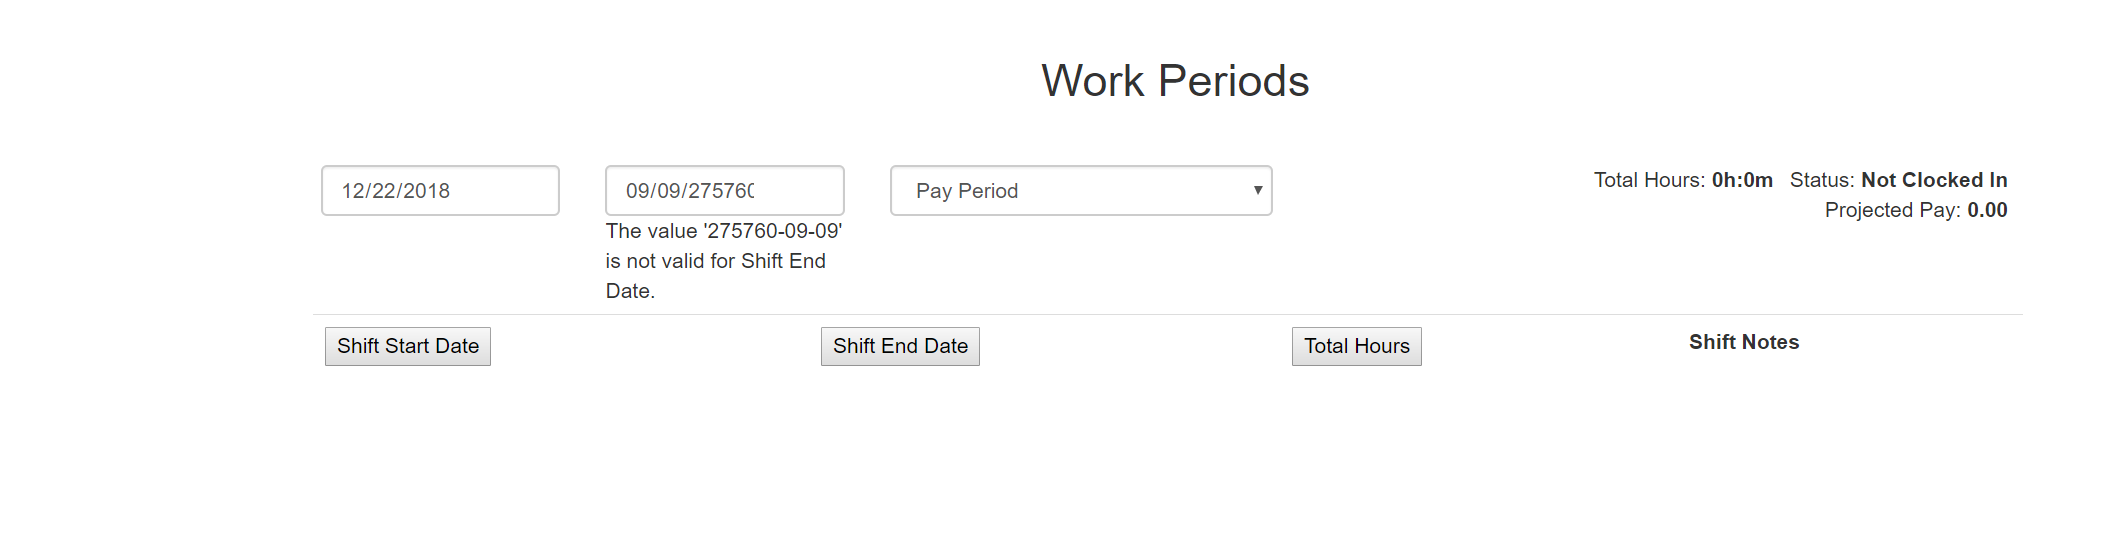 Work Periods
12/22/2018
09/09/275760
Pay Period
Total Hours: 0h:0m Status: Not Clocked In
Projected Pay: 0.00
The value '275760-09-09'
is not valid for Shift End
Date.
Shift Start Date
Shift End Date
Total Hours
Shift Notes